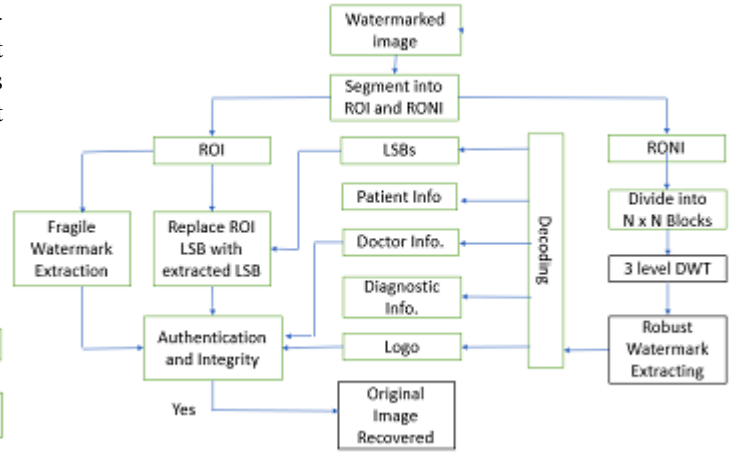 Watermarked
image
Segment into
ROI and RONI
ROI
LSBs
RONI
Patient Info
Divide into
N x N Blocks
Fragile
Watermark
Extraction
Replace ROI
LSB with
extracted LSB
Doctor Info.
Decoding
3 level DWT
Diagnostic
Info.
Authentication
and Integrity
Logo
Robust
Watermark
Extracting
Yes
Original
Image
Recovered